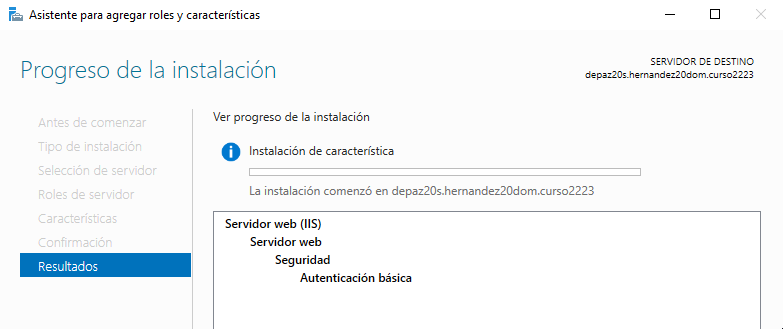 Asistente para agregar roles y características
Progreso de la instalación
SERVIDOR DE DESTINO
depaz20s.hernandez20dom.curso2223
Antes de comenzar
Tipo de instalación
Selección de servidor
Roles de servidor
Características
Confirmación
Resultados
Ver progreso de la instalación
Instalación de característica
La instalación comenzó en depaz20s.hernandez20dom.curso2223
Servidor web (IIS)
Servidor web
Seguridad
Autenticación básica